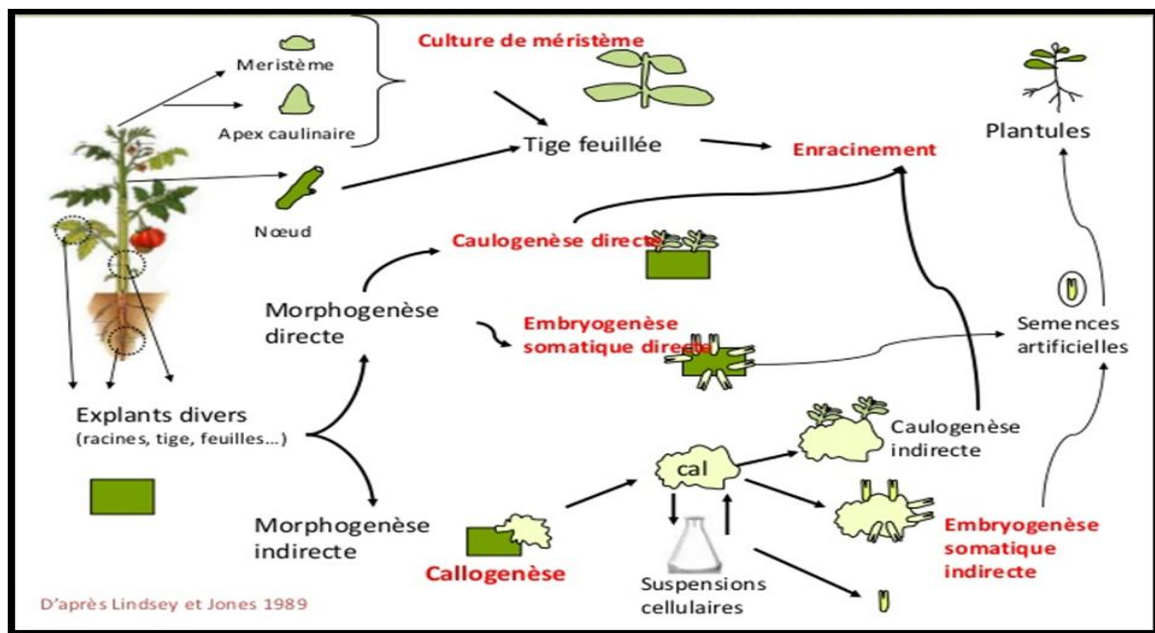 Culture de méristème
Meristème
Apex caulinaire
Tige feuillée
Enracinement
Plantules
Nœud
Caulogenèse directe
Morphogenèse
directe
Embryogenèse
somatique directe
Semences
artificielles
Explants divers
(racines, tige, feuilles...)
Caulogenèse
indirecte
cal
Morphogenèse
indirecte
Callogenèse
Suspensions
cellulaires
Embryogenèse
somatique
indirecte
D'après Lindsey et Jones 1989